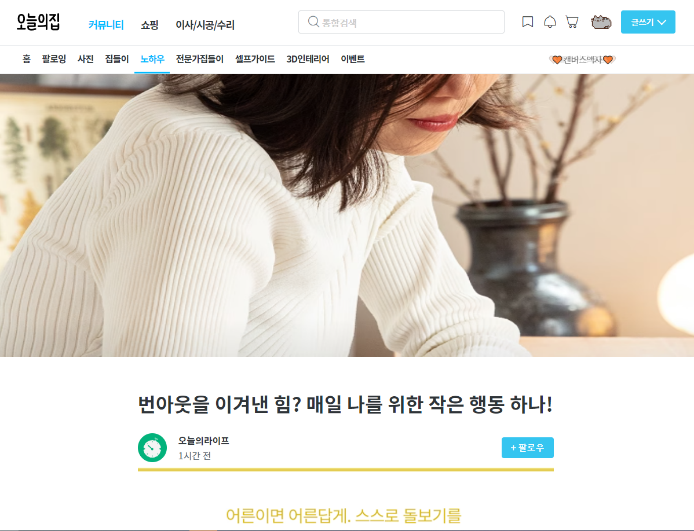 오늘의집 커뮤니티 쇼핑 이사/시공/수리 통합검색 글쓰기
홈 팔로잉 사진 집들이 노하우 전문가집들이 셀프가이드 3D인테리어 이벤트 캔버스액자
번아웃을 이겨낸 힘? 매일 나를 위한 작은 행동 하나!
오늘의라이프
1시간 전
+ 팔로우
어른이면 어른답게. 스스로 돌보기를